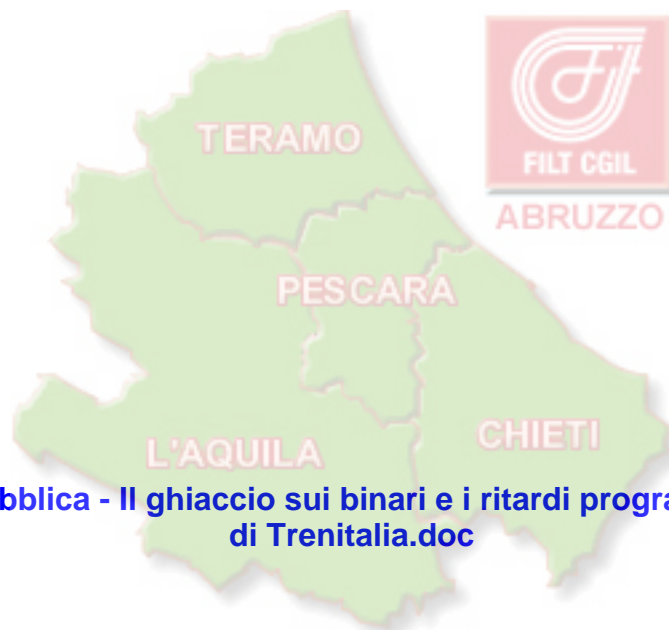 TERAMO
FILT CGIL
ABRUZZO
PESCARA
CHIETI
L'AQUILA
bblica - Il ghiaccio sui binari e i ritardi progra
di Trenitalia.doc